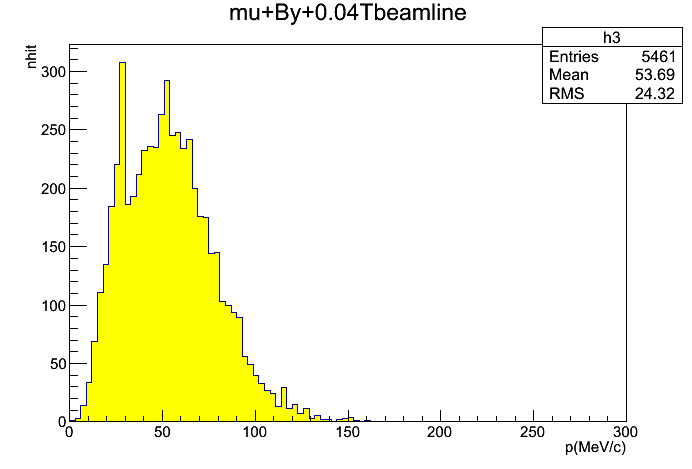 mu+By+0.04Tbeamline
h3
Entries 5461
Mean 53.69
RMS 24.32
nhit
300
250
200
150
100
50
0
0 50 100 150 200 250 300
p(MeV/c)